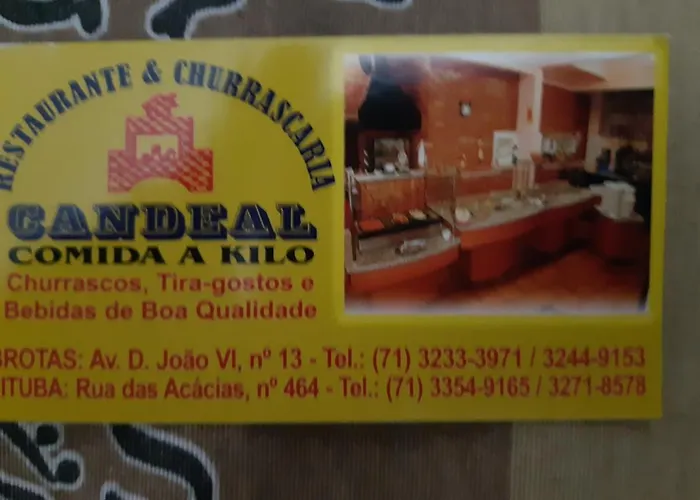 RESTAURANTE & CHURRASCARIA
CANDEAL
COMIDA A KILO
Churrascos, Tira-gostos e
Bebidas de Boa Qualidade
BROTAS: Av. D. João VI, nº 13 - Tel.: (71) 3233-3971 / 3244-9153
ITUBA: Rua das Acácias, nº 464 - Tel.: (71) 3354-9165 / 3271-8578